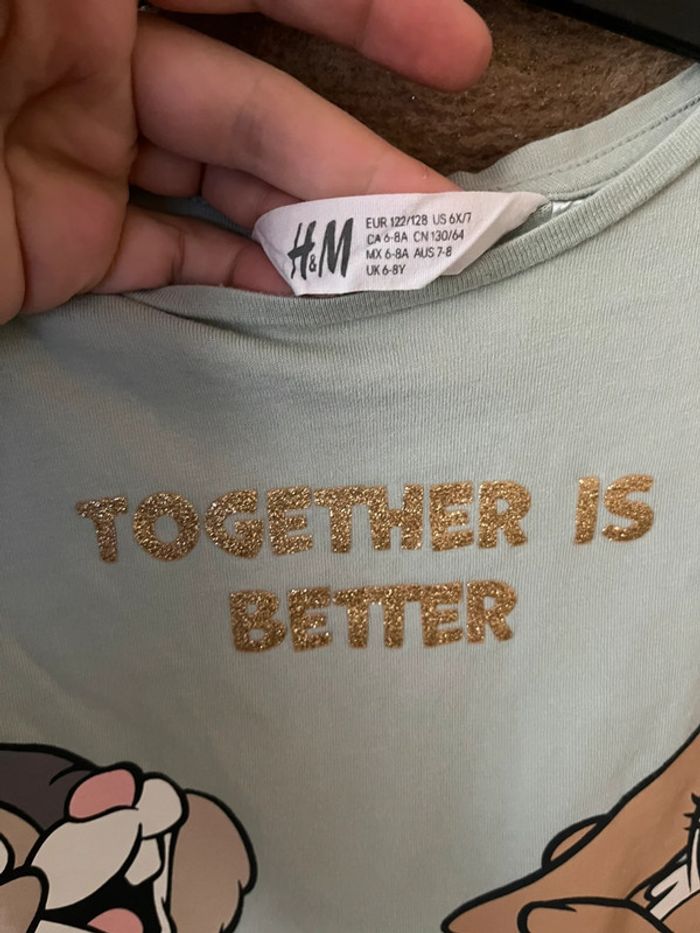 H&M
EUR 122/128 US 6X/7
CA 6-8A CN 130/64
MX 6-8A AUS 7-8
UK 6-8Y
TOGETHER IS
BETTER